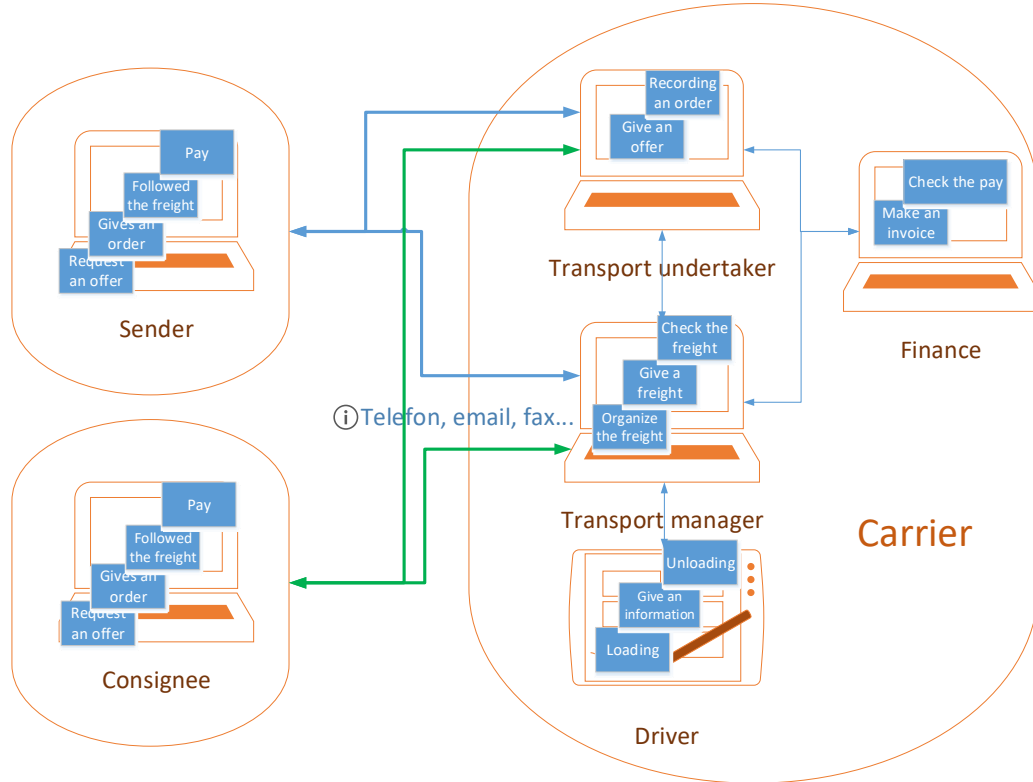 Pay
Followed
the freight
Gives an
order
Request
an offer
Sender
Pay
Followed
the freight
Gives an
order
Request
an offer
Consignee
Telefon, email, fax...
Recording
an order
Give an
offer
Transport undertaker
Check the
freight
Give a
freight
Organize
the freight
Transport manager
Unloading
Give an
information
Loading
Driver
Check the pay
Make an
invoice
Finance
Carrier